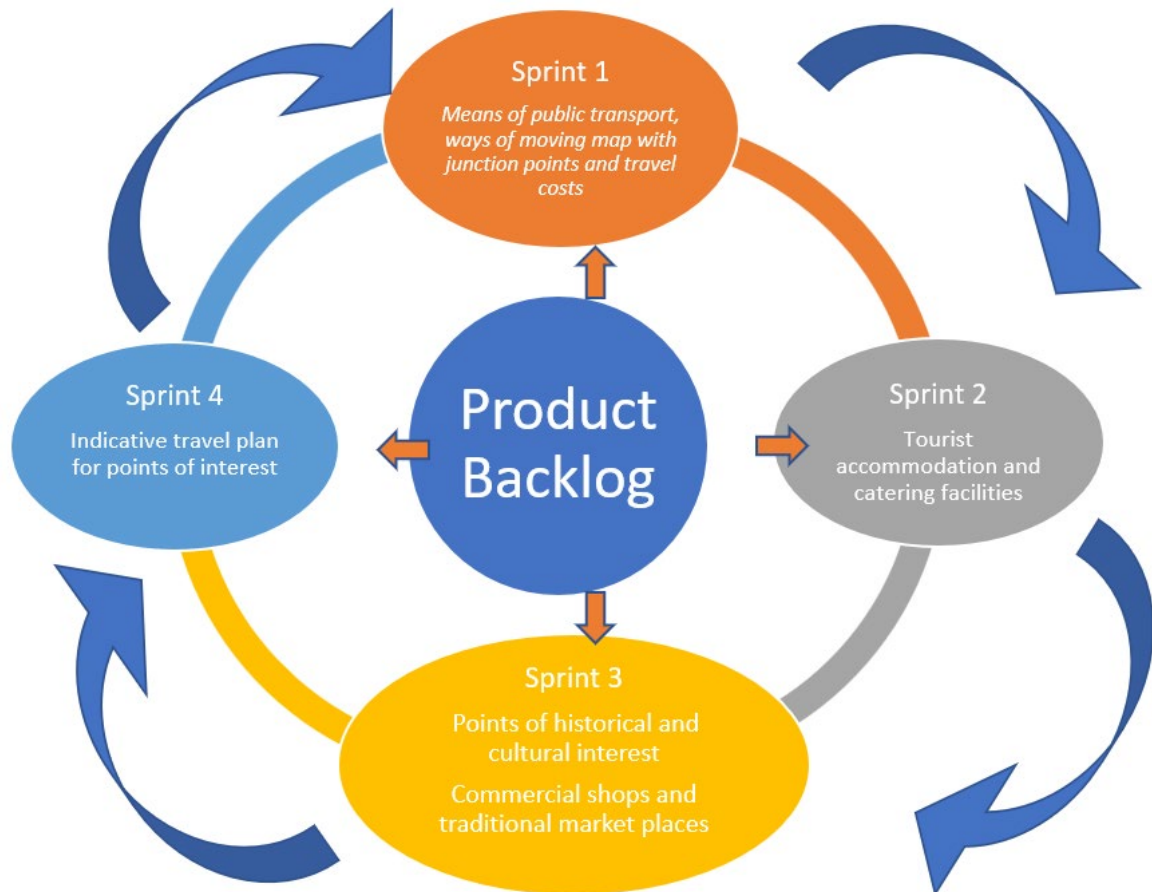 Sprint 1
Means of public transport,
ways of moving map with
junction points and travel
costs
Product
Backlog
Sprint 2
Tourist
accommodation and
catering facilities
Sprint 3
Points of historical and
cultural interest
Commercial shops and
traditional market places
Sprint 4
Indicative travel plan
for points of interest